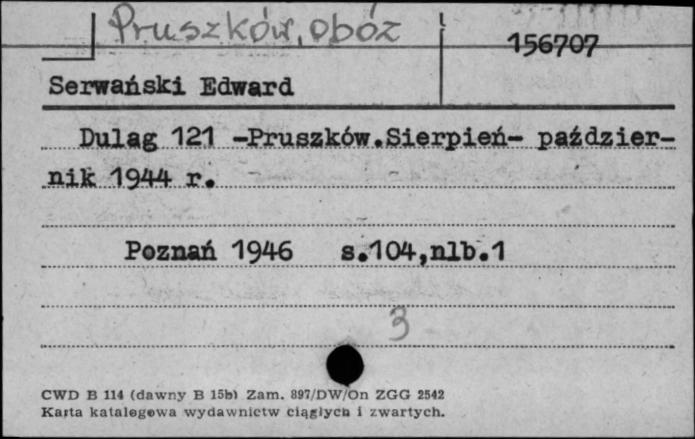 Pruszków, obóz
156707
Serwański Edward
Dulag 121 -Pruszków.Sierpień- paździer-
nik 1944 r.
Poznań 1946 s.104,nlb.1
3
CWD B 114 (dawny B 15b) Zam. 897/DW/On ZGG 2542
Karta katalogowa wydawnictw ciągłych i zwartych.